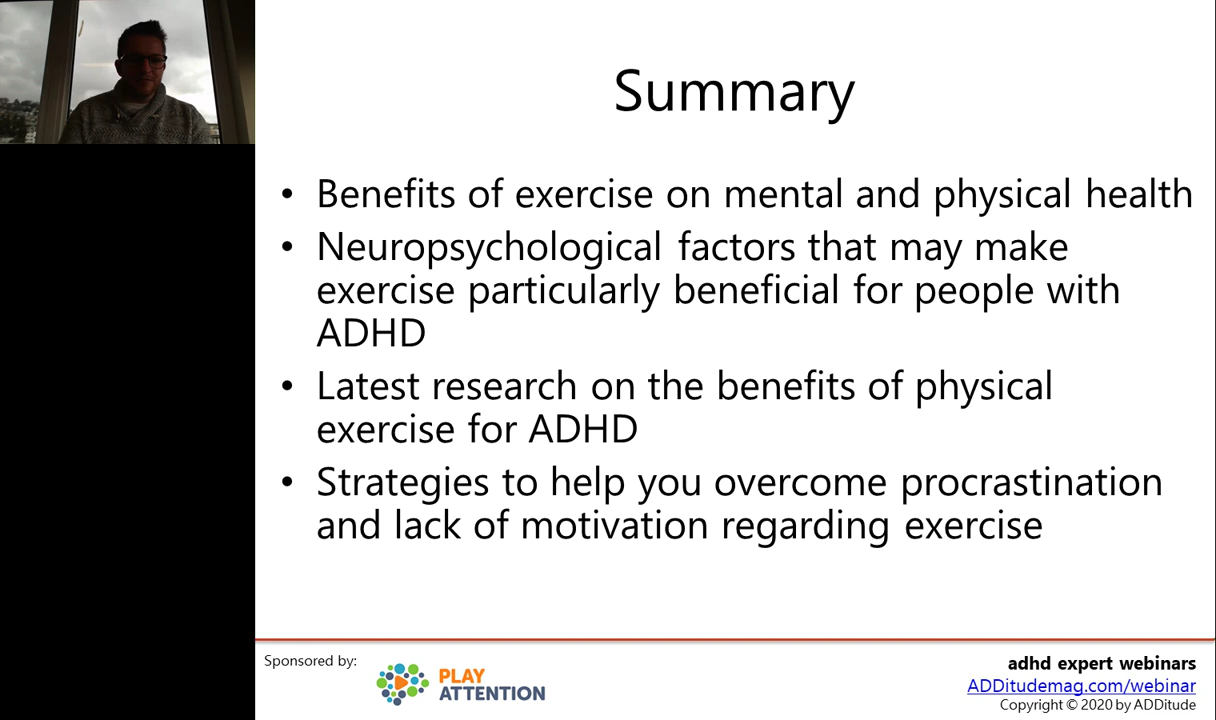 Summary
• Benefits of exercise on mental and physical health
• Neuropsychological factors that may make
exercise particularly beneficial for people with
ADHD
• Latest research on the benefits of physical
exercise for ADHD
• Strategies to help you overcome procrastination
and lack of motivation regarding exercise
Sponsored by:
PLAY
ATTENTION
adhd expert webinars
ADDitudemag.com/webinar
Copyright © 2020 by ADDitude